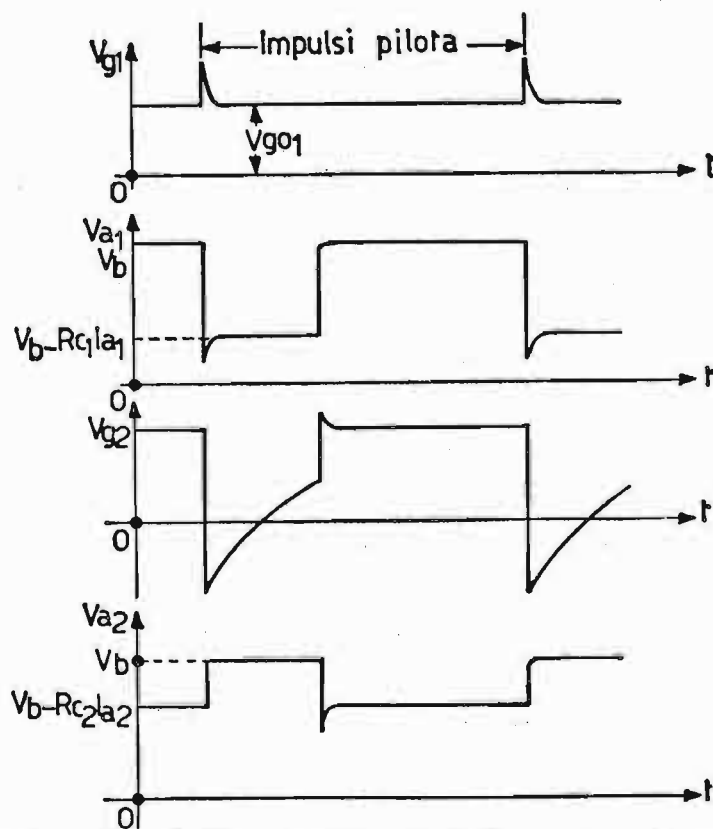 Impulsi pilota
Vg1
Vgo1
0
t
Va1
Vb
Vb-Rc1Ia1
0
t
Vg2
0
t
Va2
Vb
Vb-Rc2Ia2
0
t